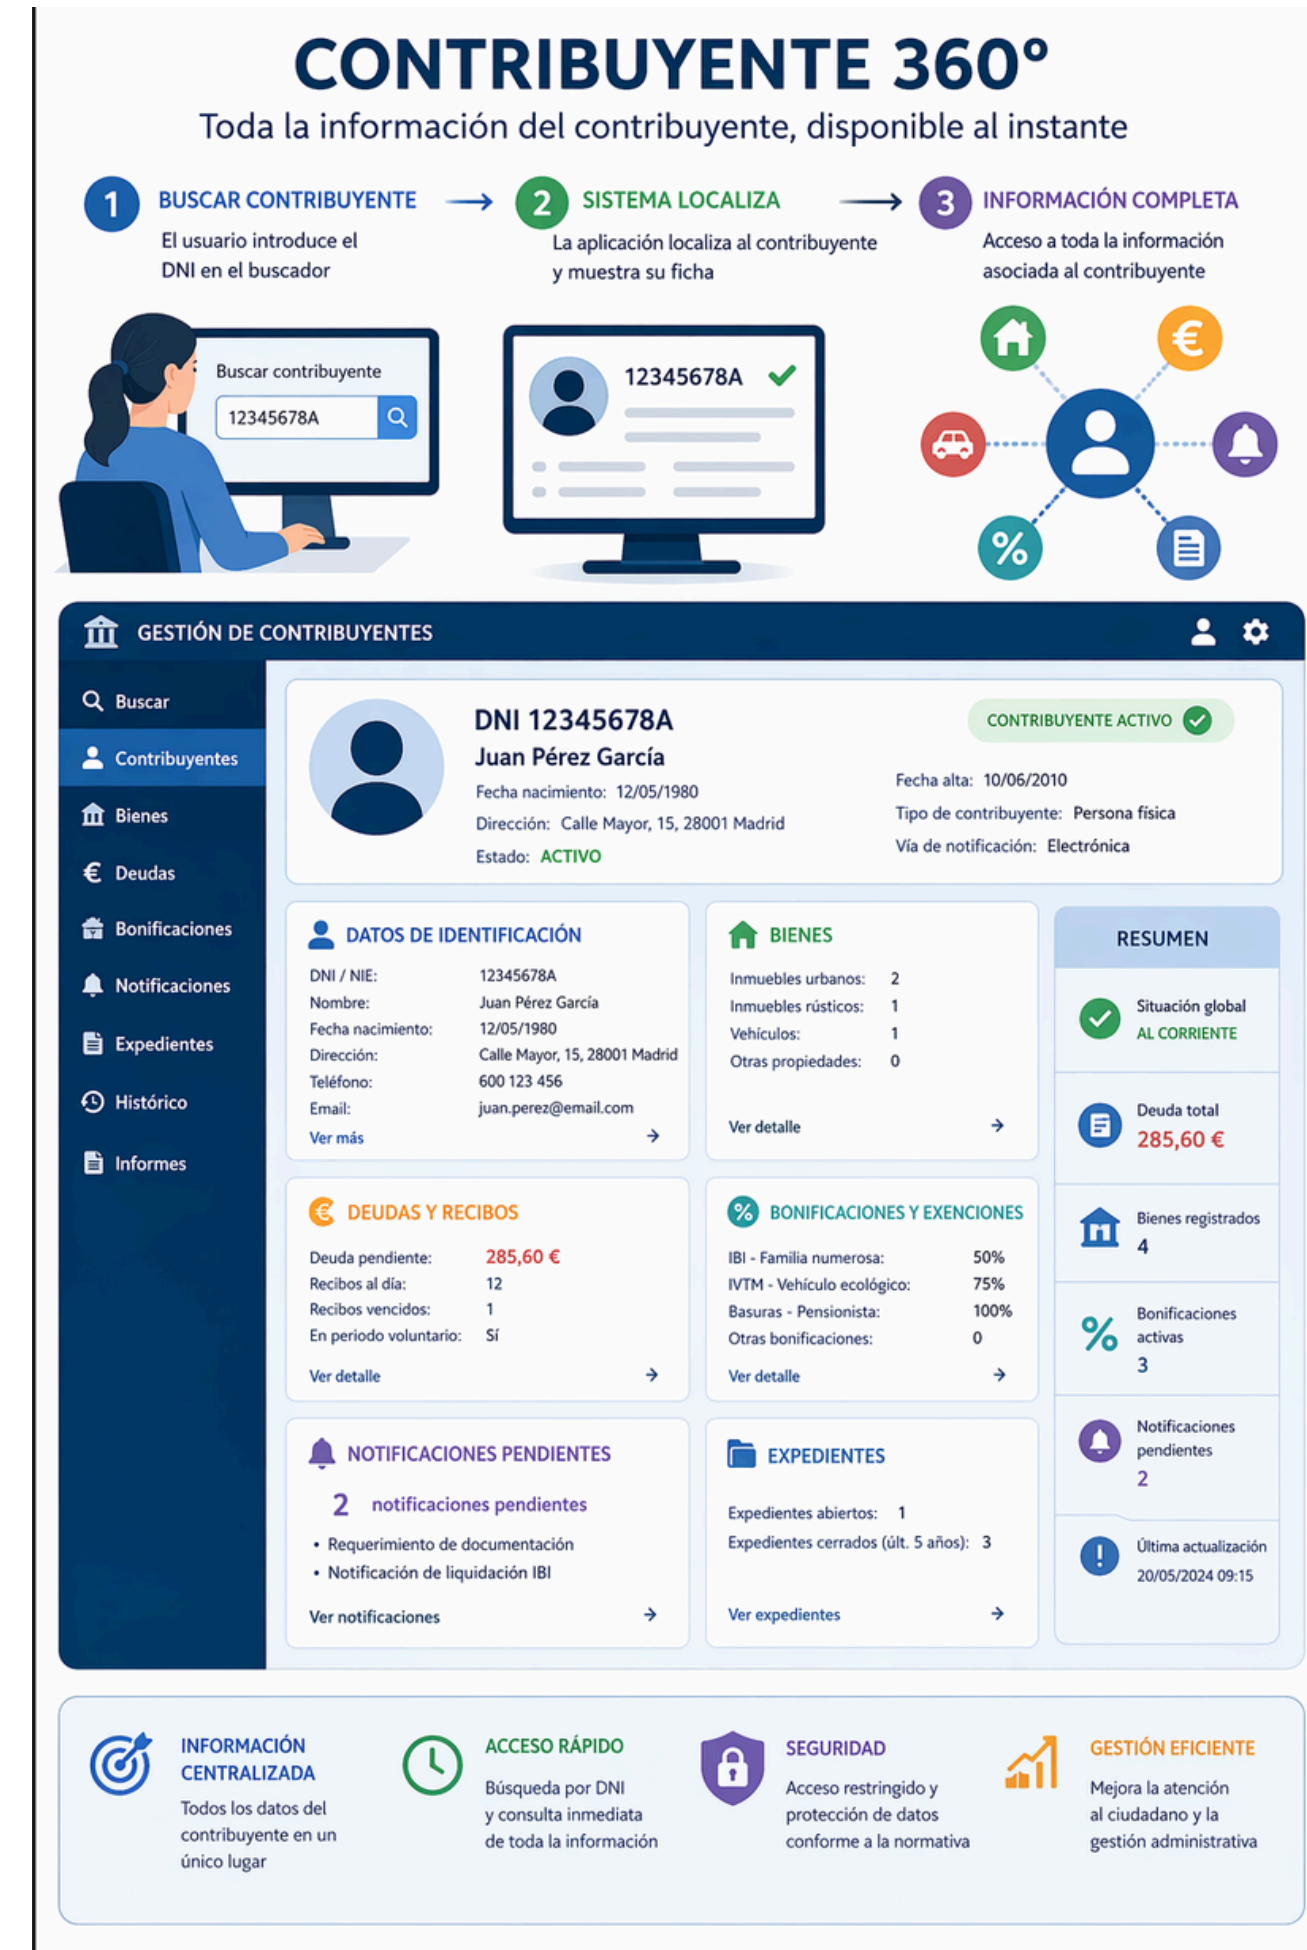 CONTRIBUYENTE 360º
Toda la información del contribuyente, disponible al instante
1 BUSCAR CONTRIBUYENTE
El usuario introduce el
DNI en el buscador
2 SISTEMA LOCALIZA
La aplicación localiza al contribuyente
y muestra su ficha
3 INFORMACIÓN COMPLETA
Acceso a toda la información
asociada al contribuyente
Buscar contribuyente
12345678A
12345678A
€
%
GESTIÓN DE CONTRIBUYENTES
Buscar
Contribuyentes
Bienes
€ Deudas
Bonificaciones
Notificaciones
Expedientes
Histórico
Informes
DNI 12345678A
Juan Pérez García
Fecha nacimiento: 12/05/1980
Dirección: Calle Mayor, 15, 28001 Madrid
Estado: ACTIVO
CONTRIBUYENTE ACTIVO
Fecha alta: 10/06/2010
Tipo de contribuyente: Persona física
Vía de notificación: Electrónica
DATOS DE IDENTIFICACIÓN
DNI / NIE: 12345678A
Nombre: Juan Pérez García
Fecha nacimiento: 12/05/1980
Dirección: Calle Mayor, 15, 28001 Madrid
Teléfono: 600 123 456
Email: juan.perez@email.com
Ver más →
BIENES
Inmuebles urbanos: 2
Inmuebles rústicos: 1
Vehículos: 1
Otras propiedades: 0
Ver detalle →
€ DEUDAS Y RECIBOS
Deuda pendiente: 285,60 €
Recibos al día: 12
Recibos vencidos: 1
En periodo voluntario: Sí
Ver detalle →
% BONIFICACIONES Y EXENCIONES
IBI - Familia numerosa: 50%
IVTM - Vehículo ecológico: 75%
Basuras - Pensionista: 100%
Otras bonificaciones: 0
Ver detalle →
NOTIFICACIONES PENDIENTES
2 notificaciones pendientes
• Requerimiento de documentación
• Notificación de liquidación IBI
Ver notificaciones →
EXPEDIENTES
Expedientes abiertos: 1
Expedientes cerrados (últ. 5 años): 3
Ver expedientes →
RESUMEN
Situación global
AL CORRIENTE
Deuda total
285,60 €
Bienes registrados
4
%
Bonificaciones
activas
3
Notificaciones
pendientes
2
!
Última actualización
20/05/2024 09:15
INFORMACIÓN
CENTRALIZADA
Todos los datos del
contribuyente en un
único lugar
ACCESO RÁPIDO
Búsqueda por DNI
y consulta inmediata
de toda la información
SEGURIDAD
Acceso restringido y
protección de datos
conforme a la normativa
GESTIÓN EFICIENTE
Mejora la atención
al ciudadano y la
gestión administrativa